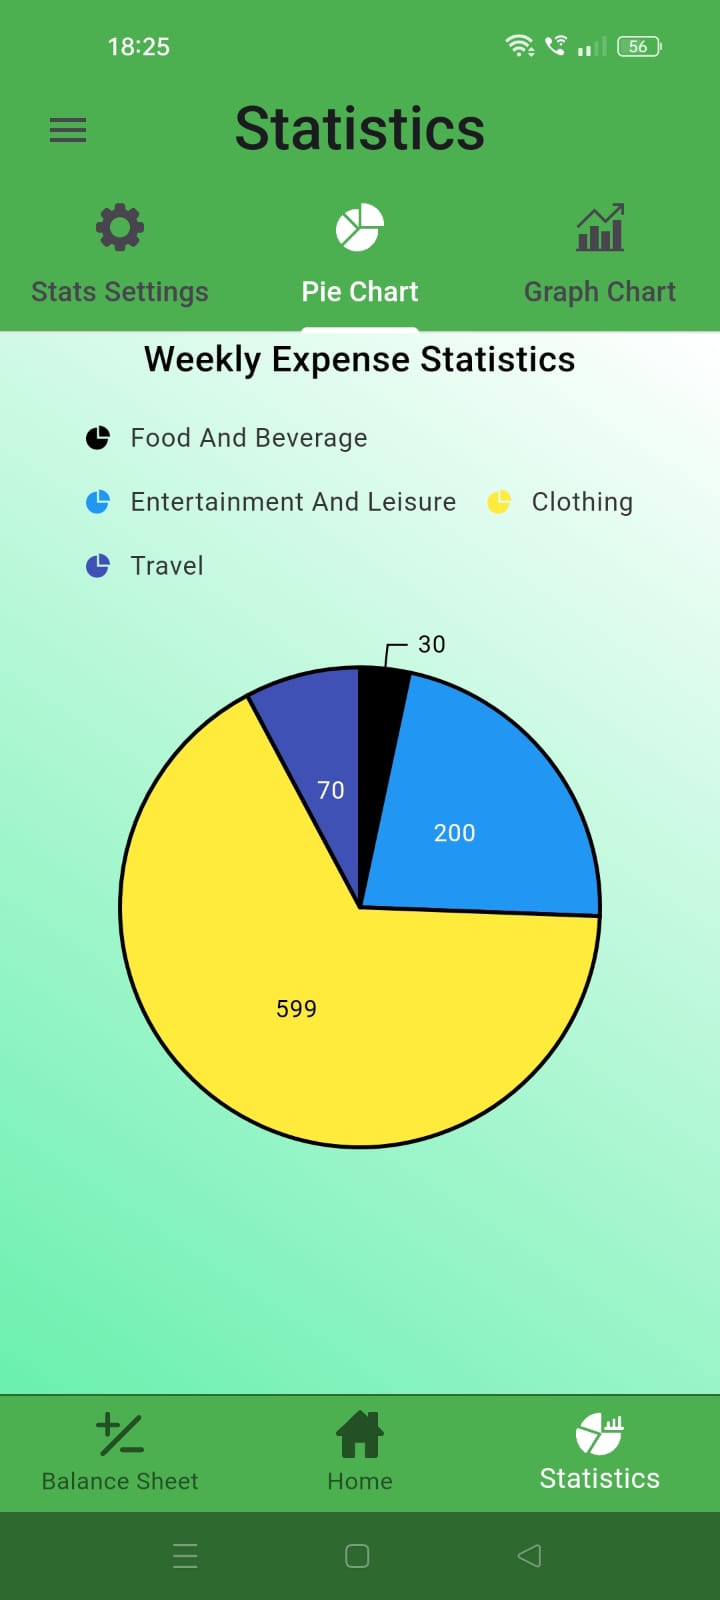 18:25
56
Statistics
Stats Settings
Pie Chart
Graph Chart
Weekly Expense Statistics
Food And Beverage
Entertainment And Leisure
Clothing
Travel
30
70
200
599
Balance Sheet
Home
Statistics